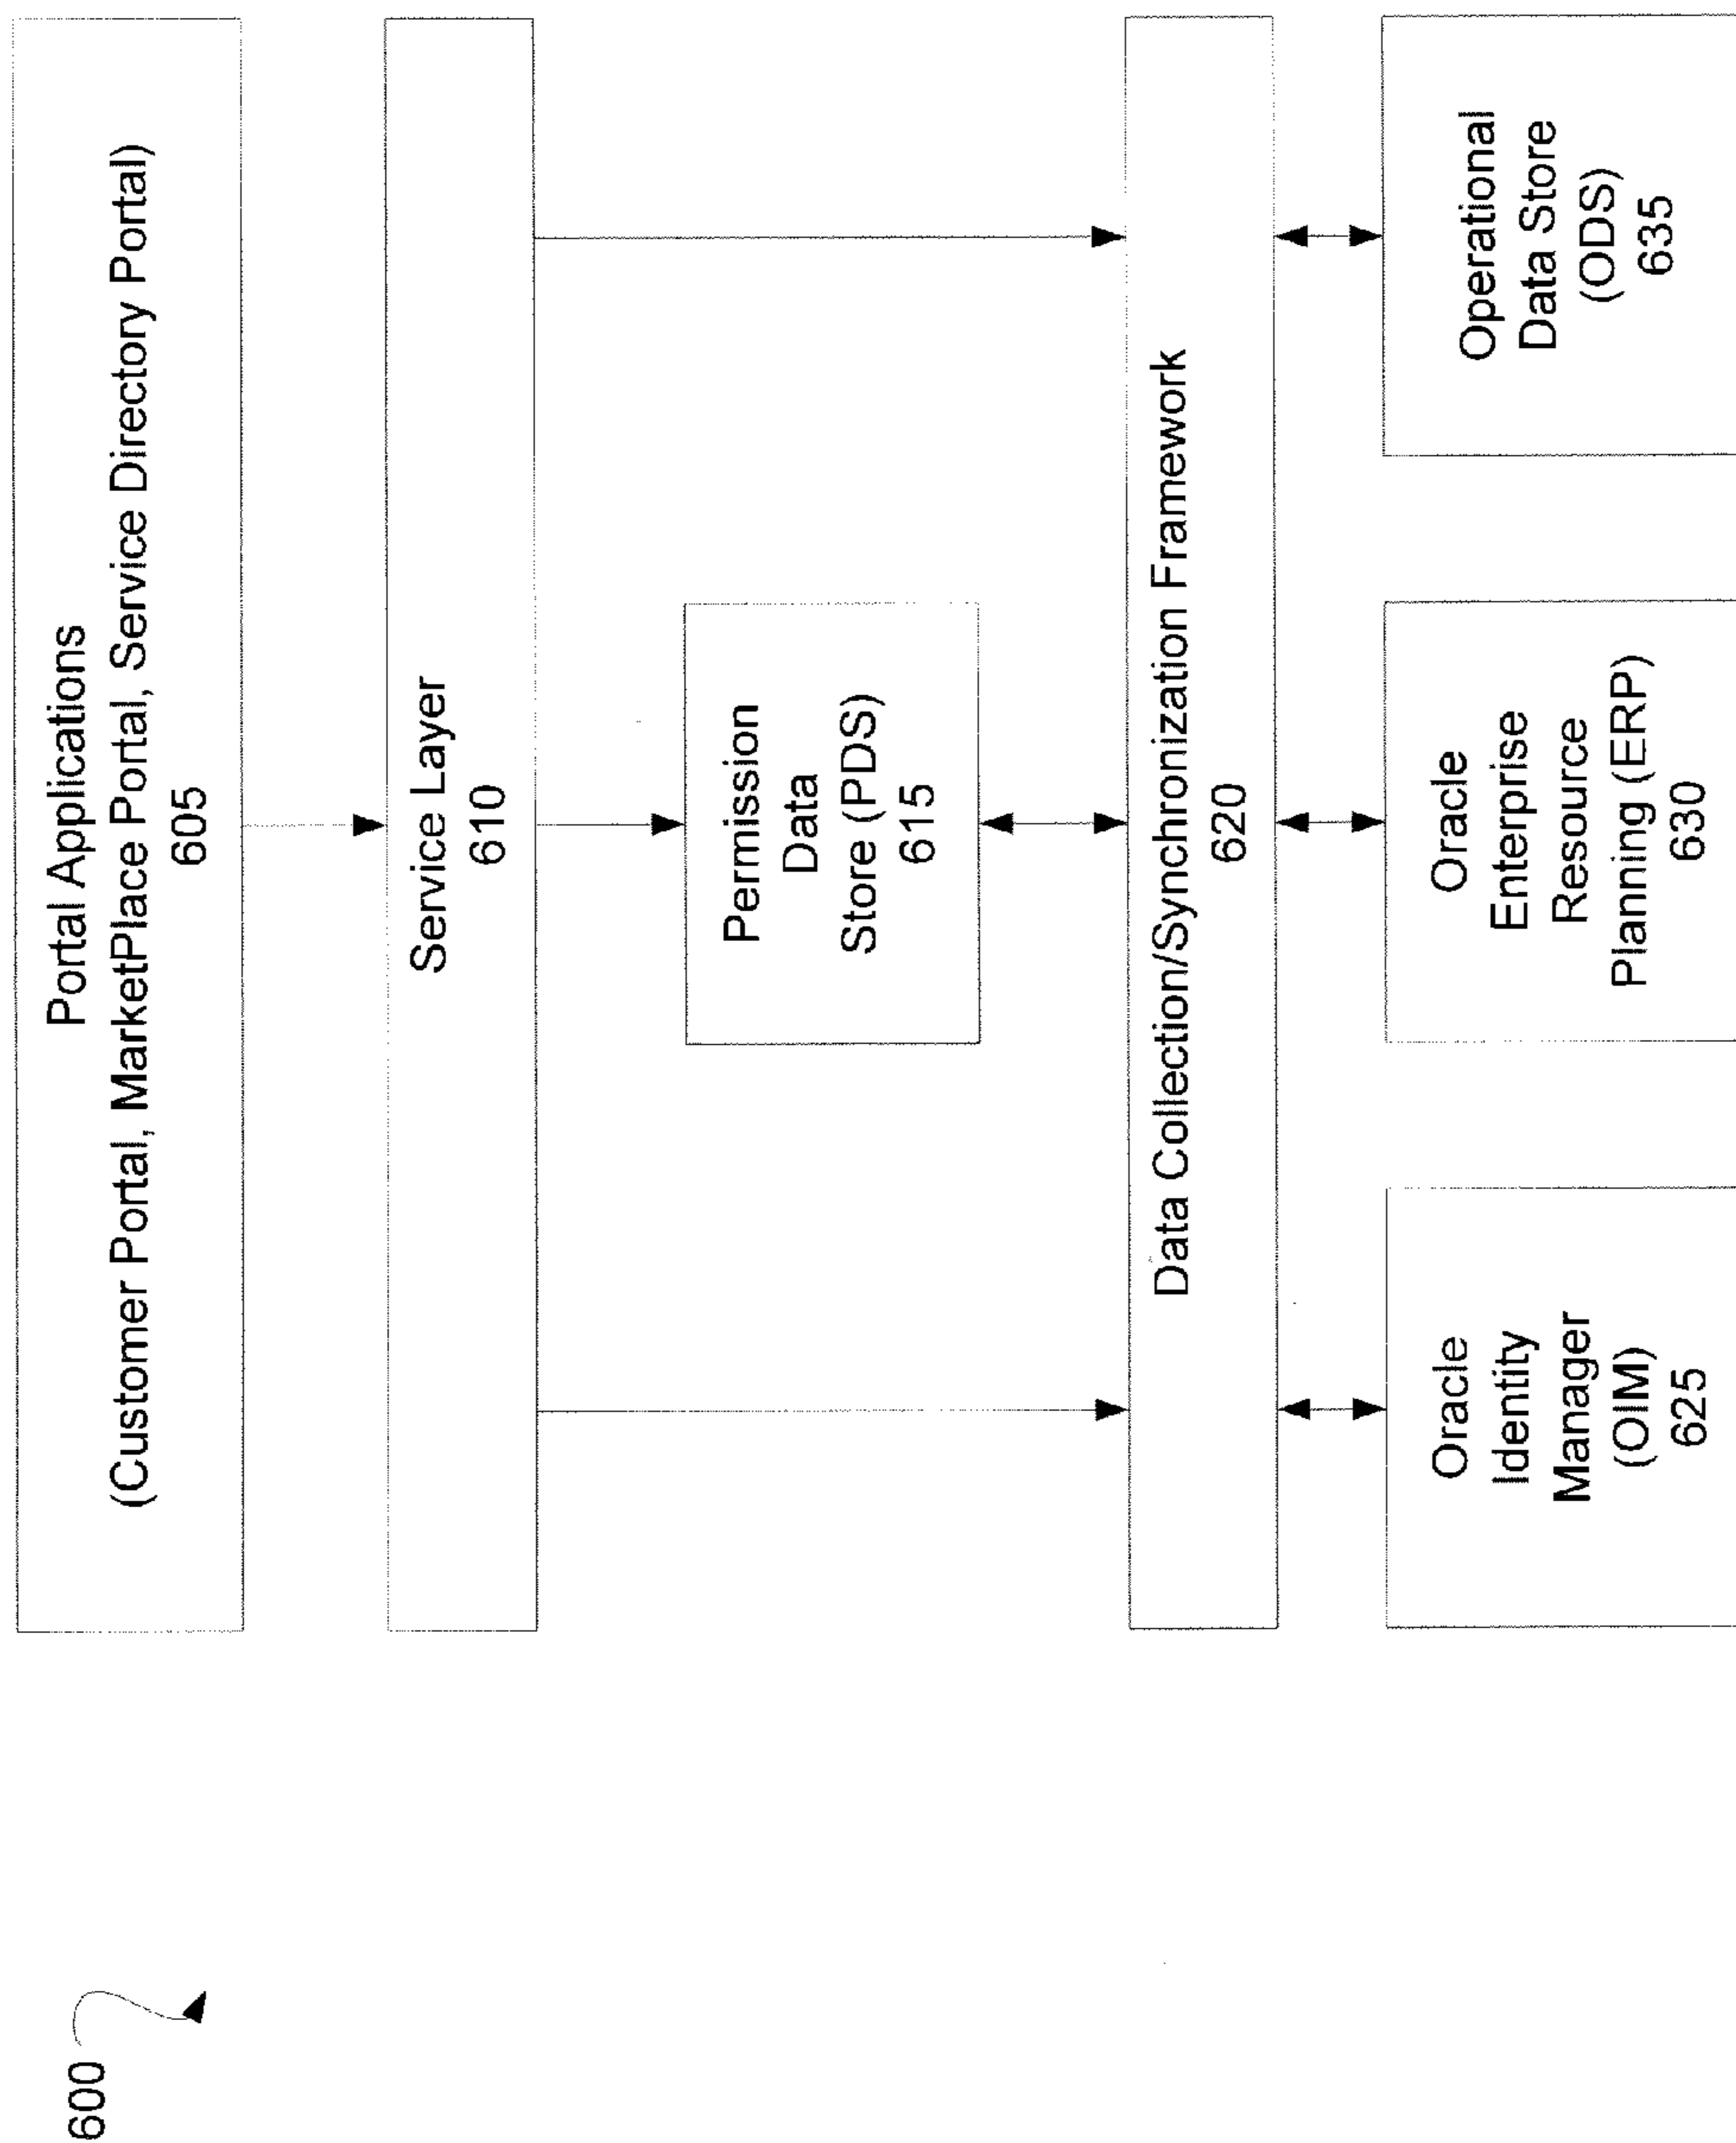 600
Portal Applications
(Customer Portal, MarketPlace Portal, Service Directory Portal)
605
Service Layer
610
Permission
Data
Store (PDS)
615
Data Collection/Synchronization Framework
620
Oracle
Identity
Manager
(OIM)
625
Oracle
Enterprise
Resource
Planning (ERP)
630
Operational
Data Store
(ODS)
635